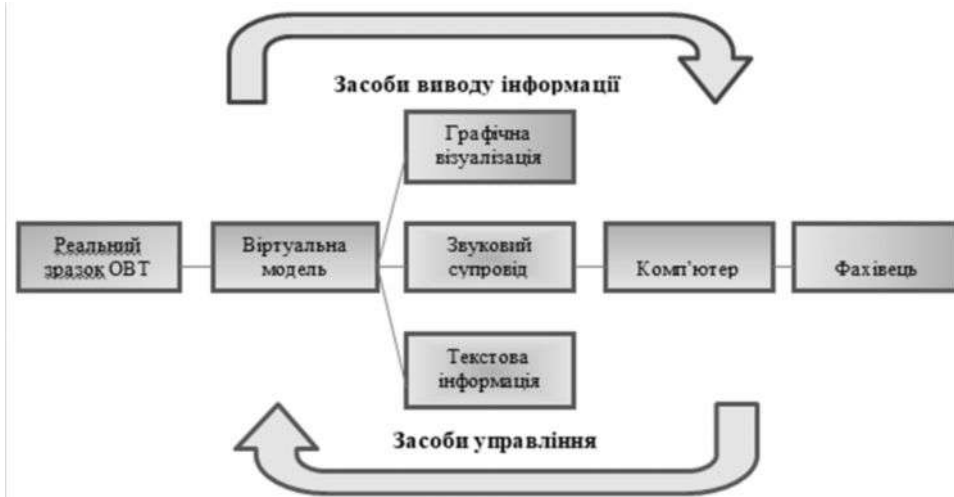 Засоби виводу інформації
Графічна
візуалізація
Реальний
зразок ОВТ
Віртуальна
модель
Звуковий
супровід
Комп’ютер
Фахівець
Текстова
інформація
Засоби управління